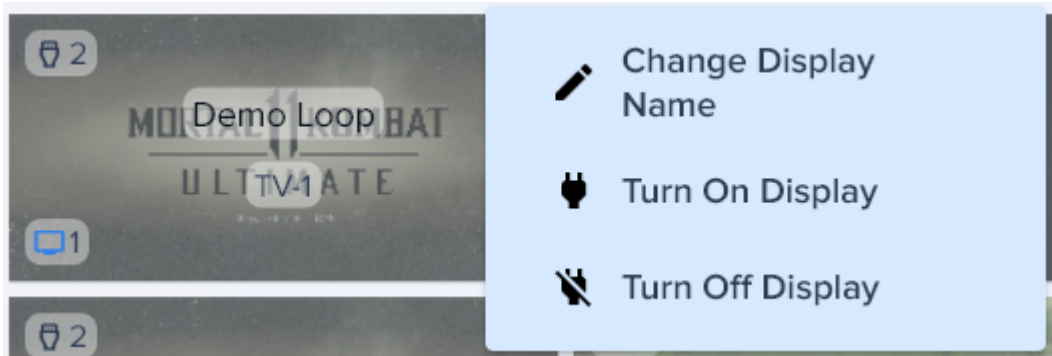 2
Demo Loop
MORTAL 11 KOMBAT
ULTIMATE
TV-1
1
2
Change Display
Name
Turn On Display
Turn Off Display